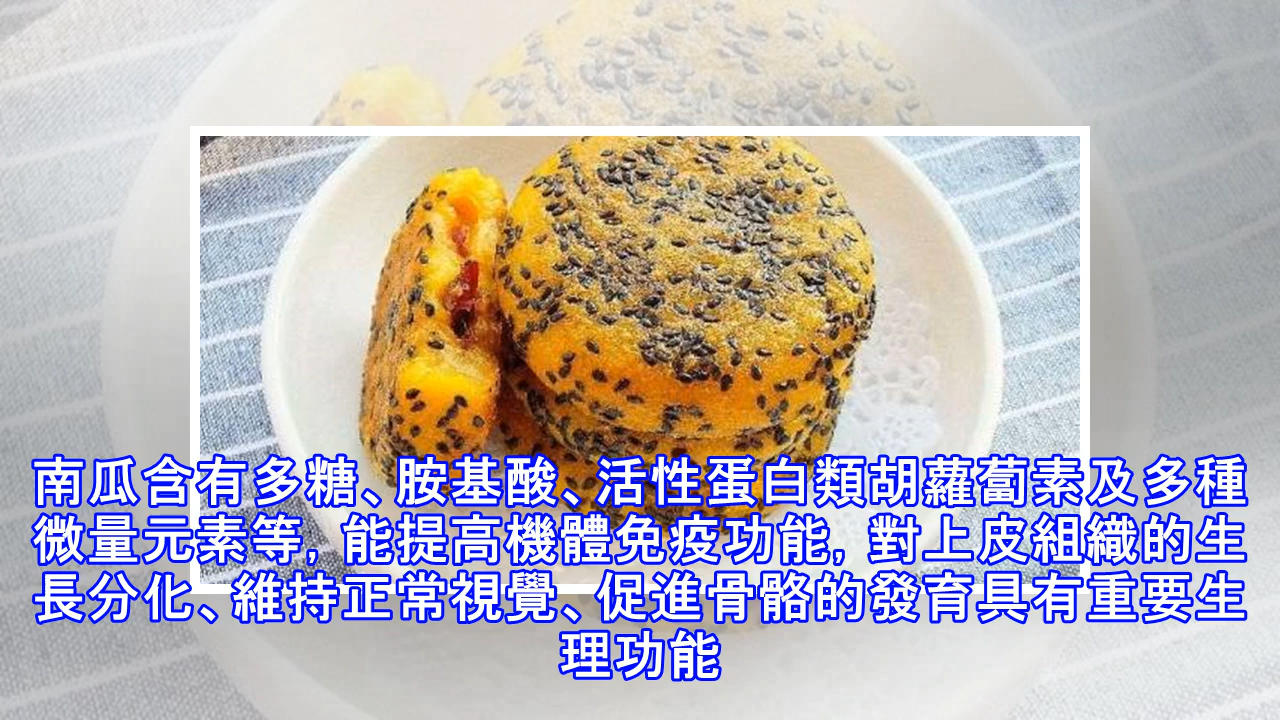 南瓜含有多糖、胺基酸、活性蛋白類胡蘿蔔素及多種
微量元素等, 能提高機體免疫功能, 對上皮組織的生
長分化、維持正常視覺、促進骨骼的發育具有重要生
理功能